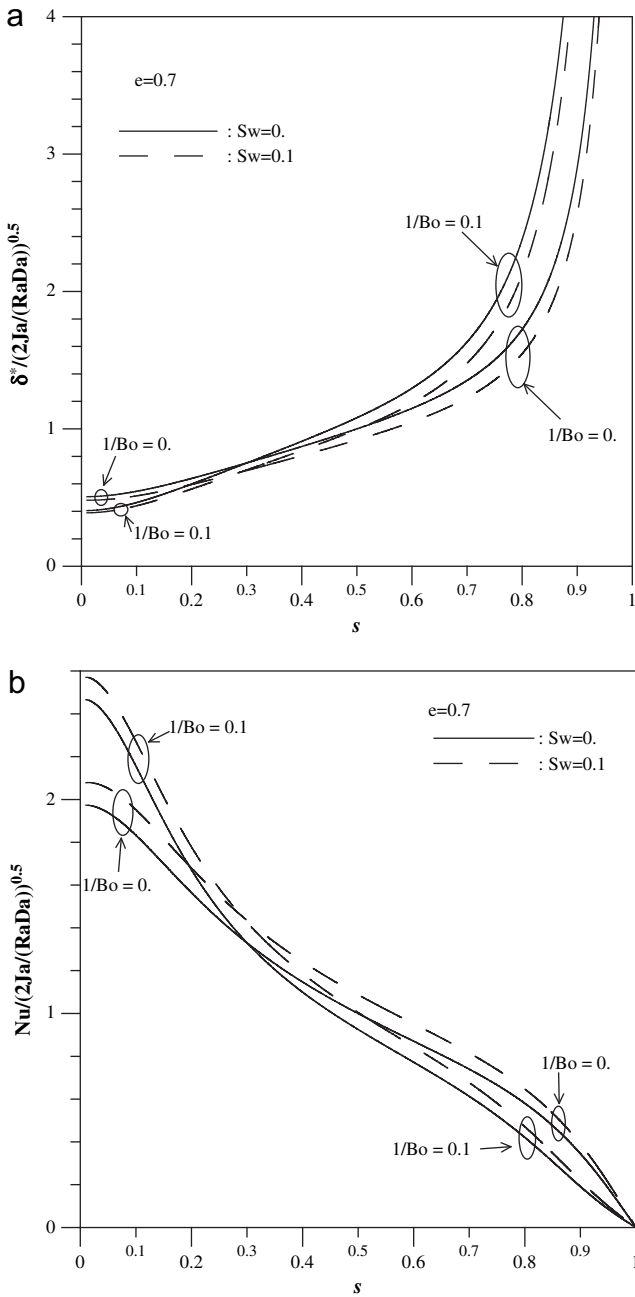 a
4
3
2
1
0
δ*/(2Ja/(RaDa))^0.5
e=0.7
: Sw=0.
: Sw=0.1
1/Bo = 0.1
1/Bo = 0.
1/Bo = 0.
1/Bo = 0.1
0 0.1 0.2 0.3 0.4 0.5 0.6 0.7 0.8 0.9 1
s
b
2
1
0
Nu/(2Ja/(RaDa))^0.5
e=0.7
: Sw=0.
: Sw=0.1
1/Bo = 0.1
1/Bo = 0.
1/Bo = 0.
1/Bo = 0.1
0 0.1 0.2 0.3 0.4 0.5 0.6 0.7 0.8 0.9 1
s